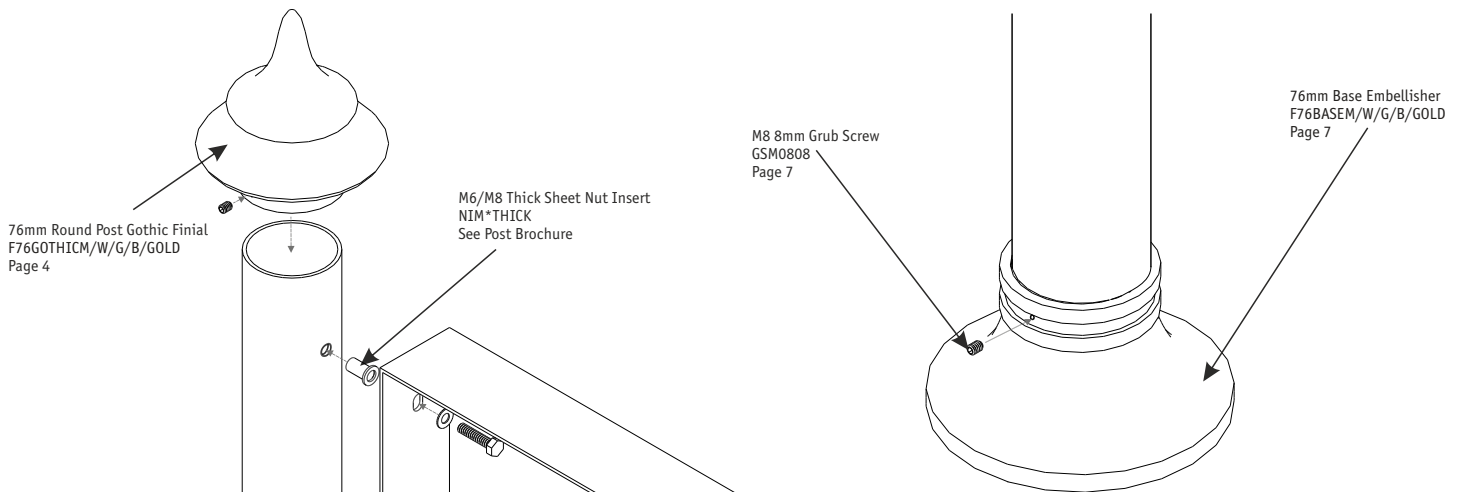 76mm Round Post Gothic Finial
F76GOTHICM/W/G/B/GOLD
Page 4
M6/M8 Thick Sheet Nut Insert
NIM*THICK
See Post Brochure
M8 8mm Grub Screw
GSM0808
Page 7
76mm Base Embellisher
F76BASEM/W/G/B/GOLD
Page 7